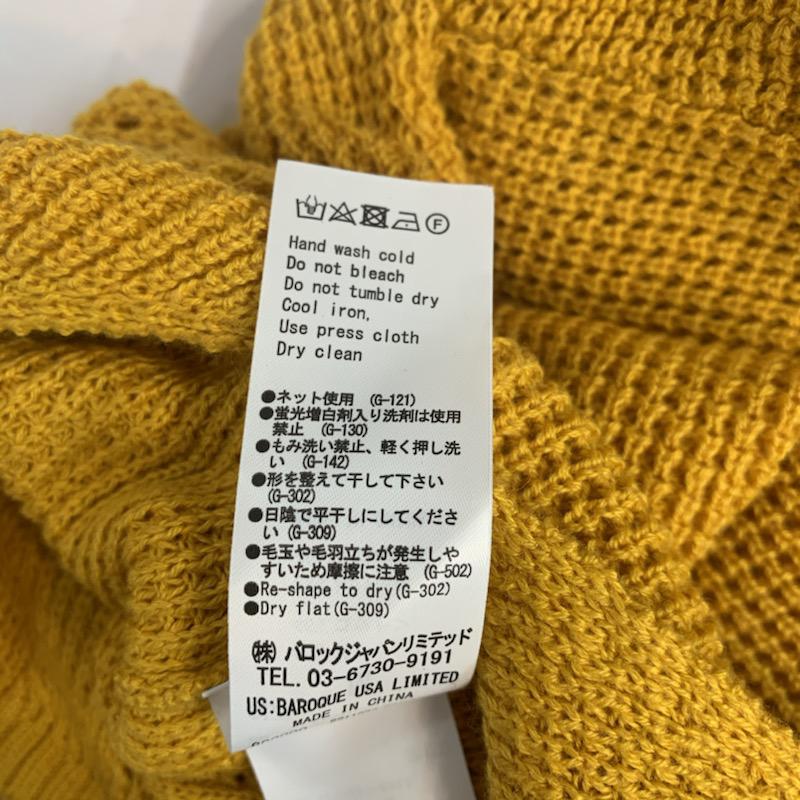 F
Hand wash cold
Do not bleach
Do not tumble dry
Cool iron,
Use press cloth
Dry clean
●ネット使用 (G-121)
●蛍光増白剤入り洗剤は使用
禁止 (G-130)
●もみ洗い禁止、軽く押し洗
い (G-142)
●形を整えて干して下さい
(G-302)
●日陰で平干しにしてくださ
い (G-309)
●毛玉や毛羽立ちが発生しや
すいため摩擦に注意 (G-502)
●Re-shape to dry(G-302)
●Dry flat(G-309)
㈱ バロックジャパンリミテッド
TEL. 03-6730-9191
US:BAROQUE USA LIMITED
MADE IN CHINA